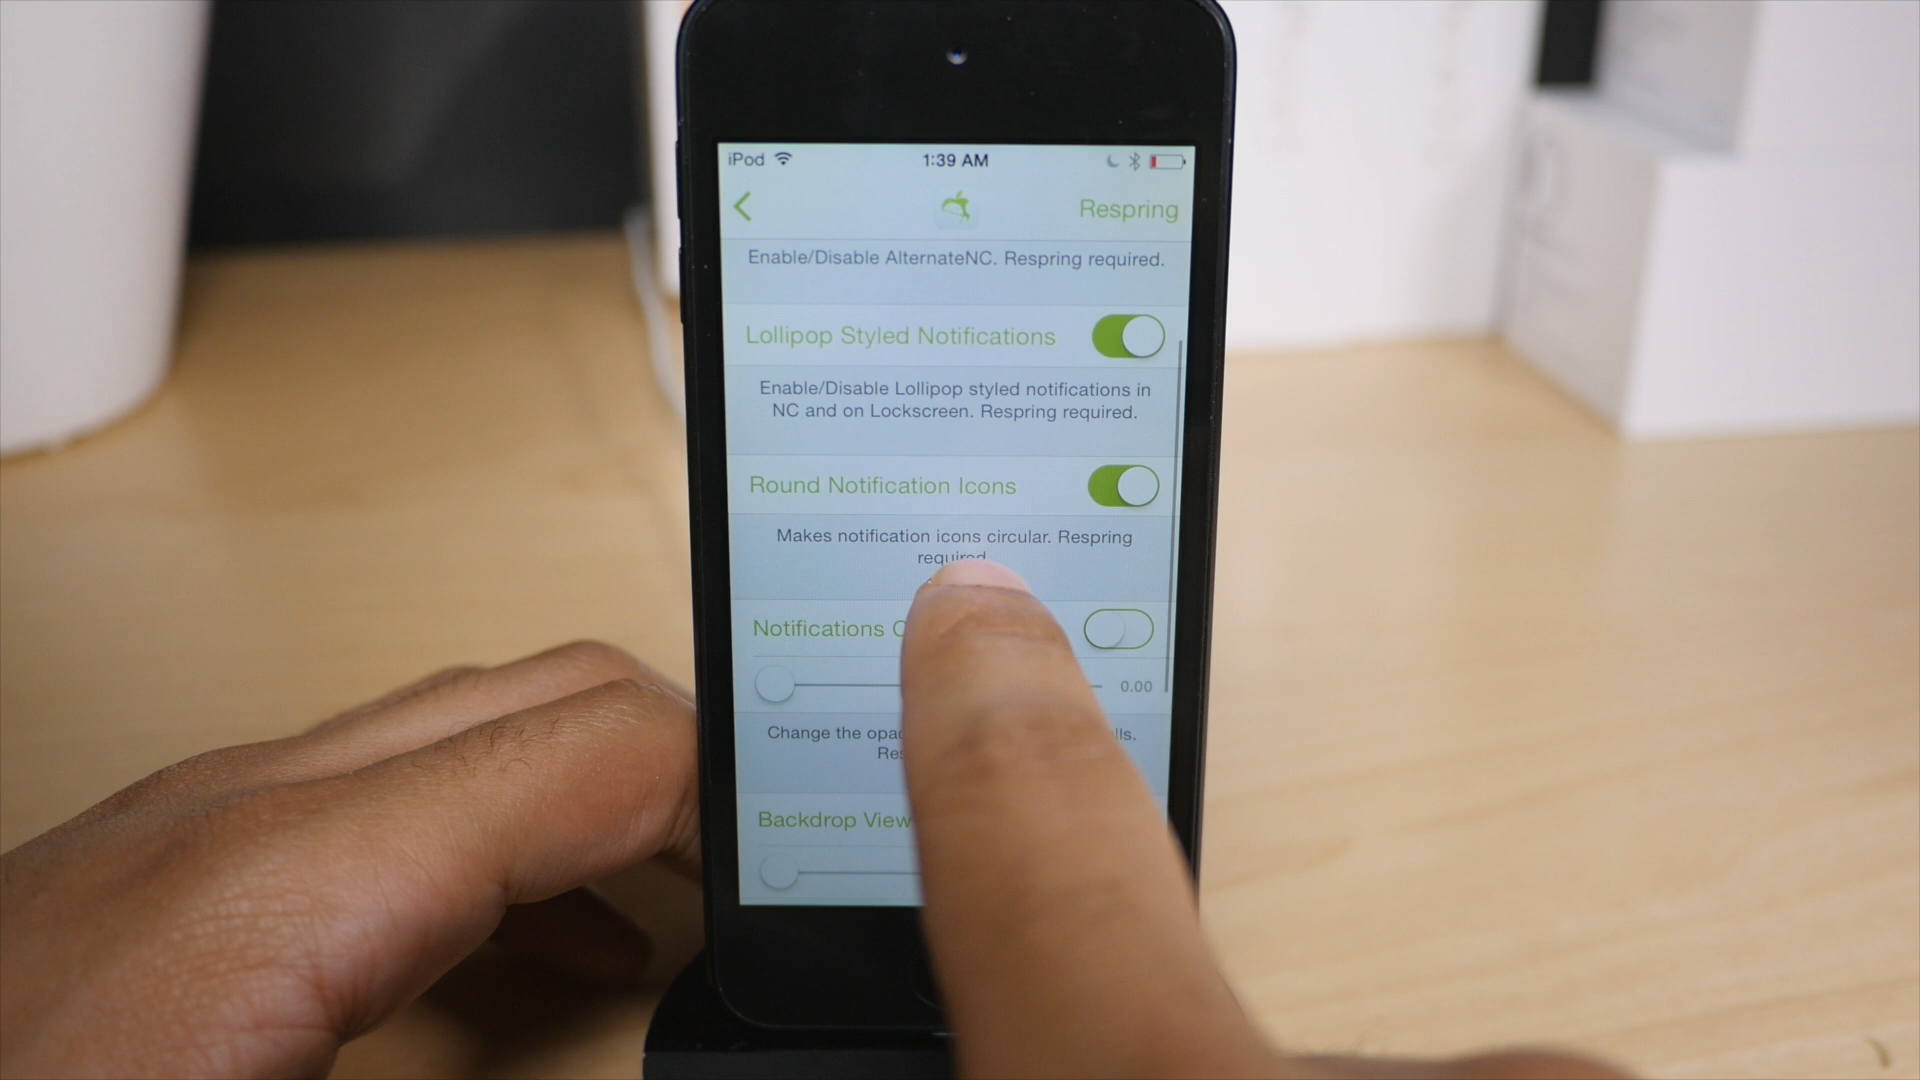 iPod 1:39 AM
Respring
Enable/Disable AlternateNC. Respring required.
Lollipop Styled Notifications
Enable/Disable Lollipop styled notifications in
NC and on Lockscreen. Respring required.
Round Notification Icons
Makes notification icons circular. Respring
required
Notifications
0.00
Change the
Backdrop View